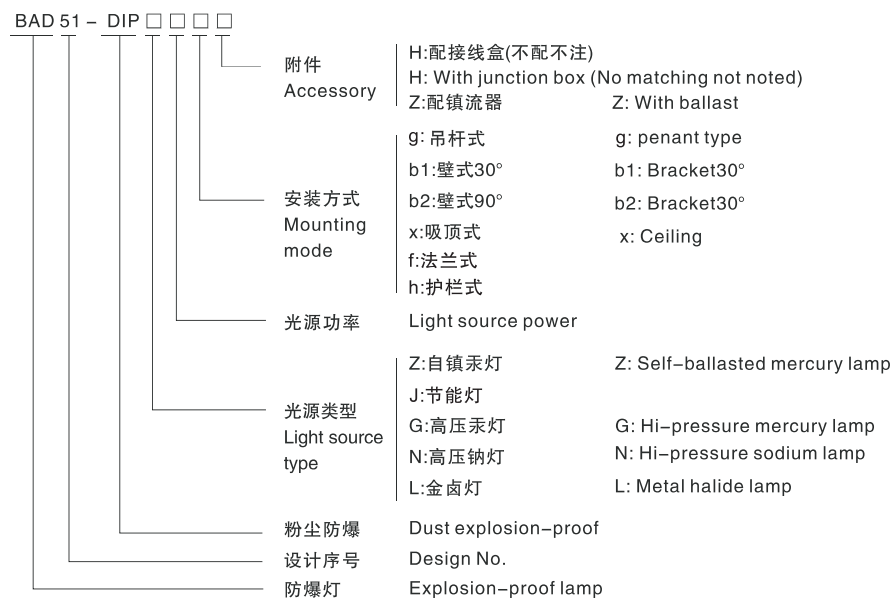 BAD 51 – DIP □ □ □ □
附件
Accessory
H:配接线盒(不配不注)
H: With junction box (No matching not noted)
Z:配镇流器 Z: With ballast
安装方式
Mounting
mode
g:吊杆式 g: penant type
b1:壁式30° b1: Bracket30°
b2:壁式90° b2: Bracket30°
x:吸顶式 x: Ceiling
f:法兰式
h:护栏式
光源功率 Light source power
光源类型
Light source
type
Z:自镇汞灯 Z: Self–ballasted mercury lamp
J:节能灯
G:高压汞灯 G: Hi–pressure mercury lamp
N:高压钠灯 N: Hi–pressure sodium lamp
L:金卤灯 L: Metal halide lamp
粉尘防爆 Dust explosion–proof
设计序号 Design No.
防爆灯 Explosion–proof lamp